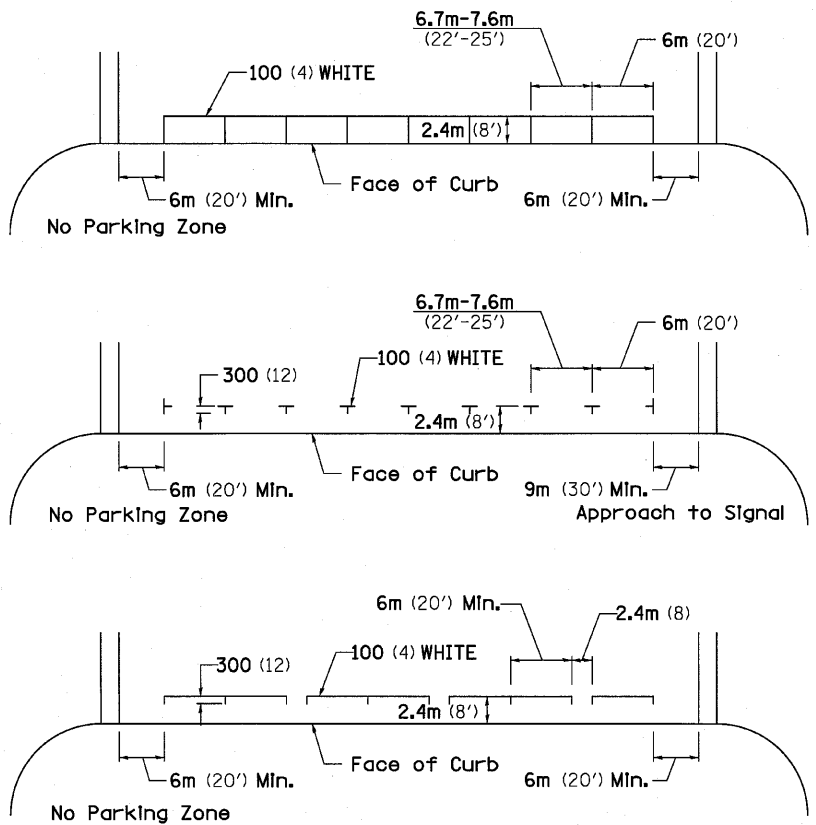 6.7m-7.6m
(22'-25')
6m (20')
100 (4) WHITE
2.4m (8')
Face of Curb
6m (20') Min.
6m (20') Min.
No Parking Zone
6.7m-7.6m
(22'-25')
6m (20')
300 (12)
100 (4) WHITE
2.4m (8')
Face of Curb
6m (20') Min.
9m (30') Min.
No Parking Zone
Approach to Signal
6m (20') Min.
2.4m (8)
300 (12)
100 (4) WHITE
2.4m (8')
Face of Curb
6m (20') Min.
6m (20') Min.
No Parking Zone